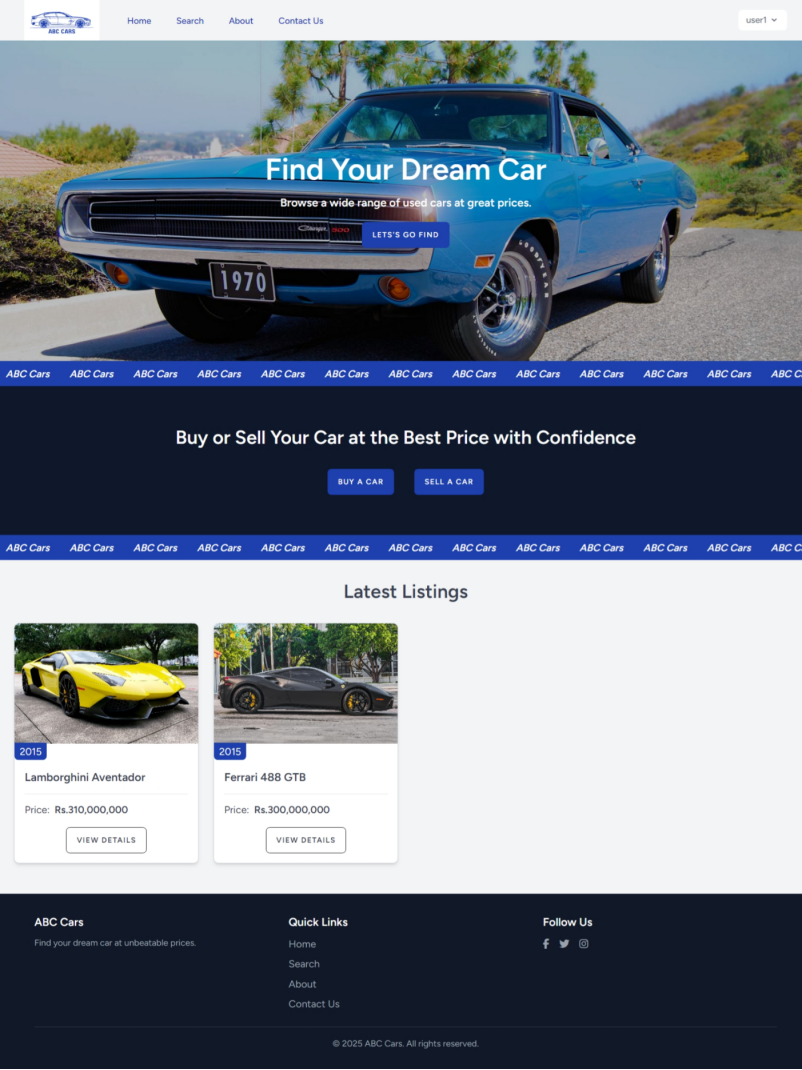 ABC CARS
Home Search About Contact Us
user1
Find Your Dream Car
Browse a wide range of used cars at great prices.
LET'S GO FIND
Charger 500
1970
GOODYEAR
ABC Cars ABC Cars ABC Cars ABC Cars ABC Cars ABC Cars ABC Cars ABC Cars ABC Cars ABC Cars ABC Cars ABC Cars ABC C
Buy or Sell Your Car at the Best Price with Confidence
BUY A CAR SELL A CAR
ABC Cars ABC Cars ABC Cars ABC Cars ABC Cars ABC Cars ABC Cars ABC Cars ABC Cars ABC Cars ABC Cars ABC Cars ABC C
Latest Listings
2015
Lamborghini Aventador
Price: Rs.310,000,000
VIEW DETAILS
2015
Ferrari 488 GTB
Price: Rs.300,000,000
VIEW DETAILS
ABC Cars
Find your dream car at unbeatable prices.
Quick Links
Home
Search
About
Contact Us
Follow Us
© 2025 ABC Cars. All rights reserved.